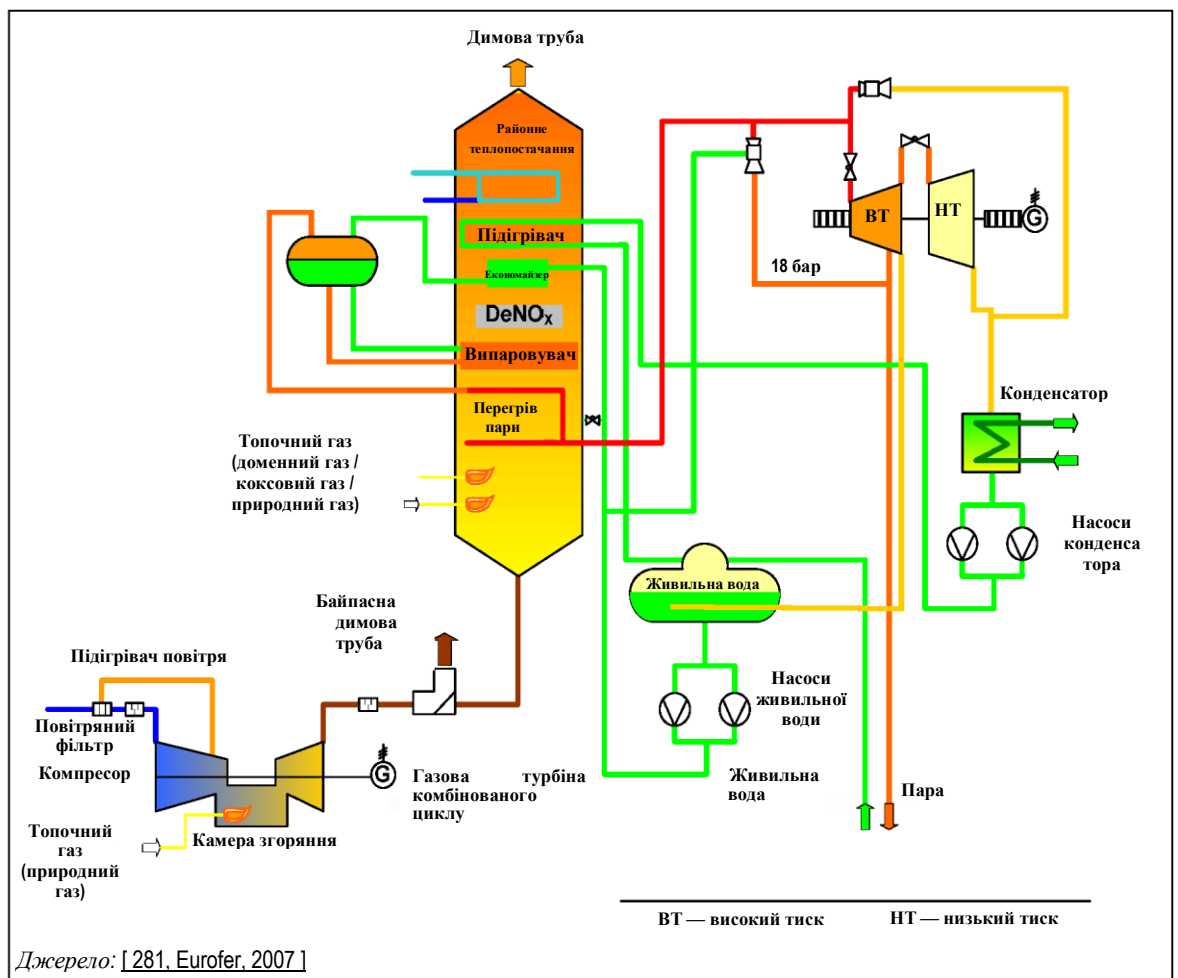 Димова труба
Районне
теплопостачання
Підігрівач
Економайзер
DeNOX
Випаровувач
Перегрів
пари
Топочний газ
(доменний газ /
коксовий газ /
природний газ)
ВТ
НТ
G
18 бар
Конденсатор
Насоси
конденса
тора
Живильна вода
Байпасна
димова
труба
Підігрівач повітря
Повітряний
фільтр
Компресор
G
Газова турбіна
комбінованого
циклу
Камера згоряння
Топочний
газ
(природний
газ)
Насоси
живильної
води
Живильна
вода
Пара
ВТ — високий тиск НТ — низький тиск
Джерело: [ 281, Eurofer, 2007 ]